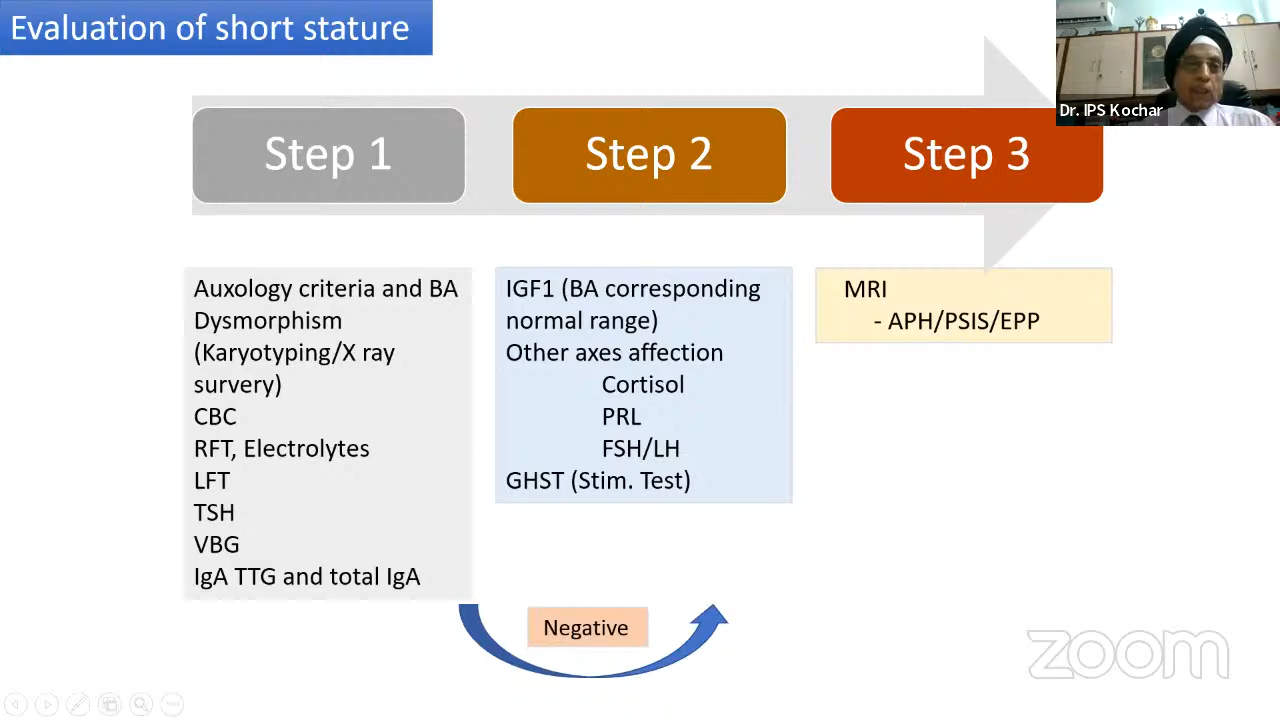 Evaluation of short stature
Dr. IPS Kochar
Step 1
Step 2
Step 3
Auxology criteria and BA
Dysmorphism
(Karyotyping/X ray
survery)
CBC
RFT, Electrolytes
LFT
TSH
VBG
IgA TTG and total IgA
IGF1 (BA corresponding
normal range)
Other axes affection
Cortisol
PRL
FSH/LH
GHST (Stim. Test)
MRI
- APH/PSIS/EPP
Negative
zoom